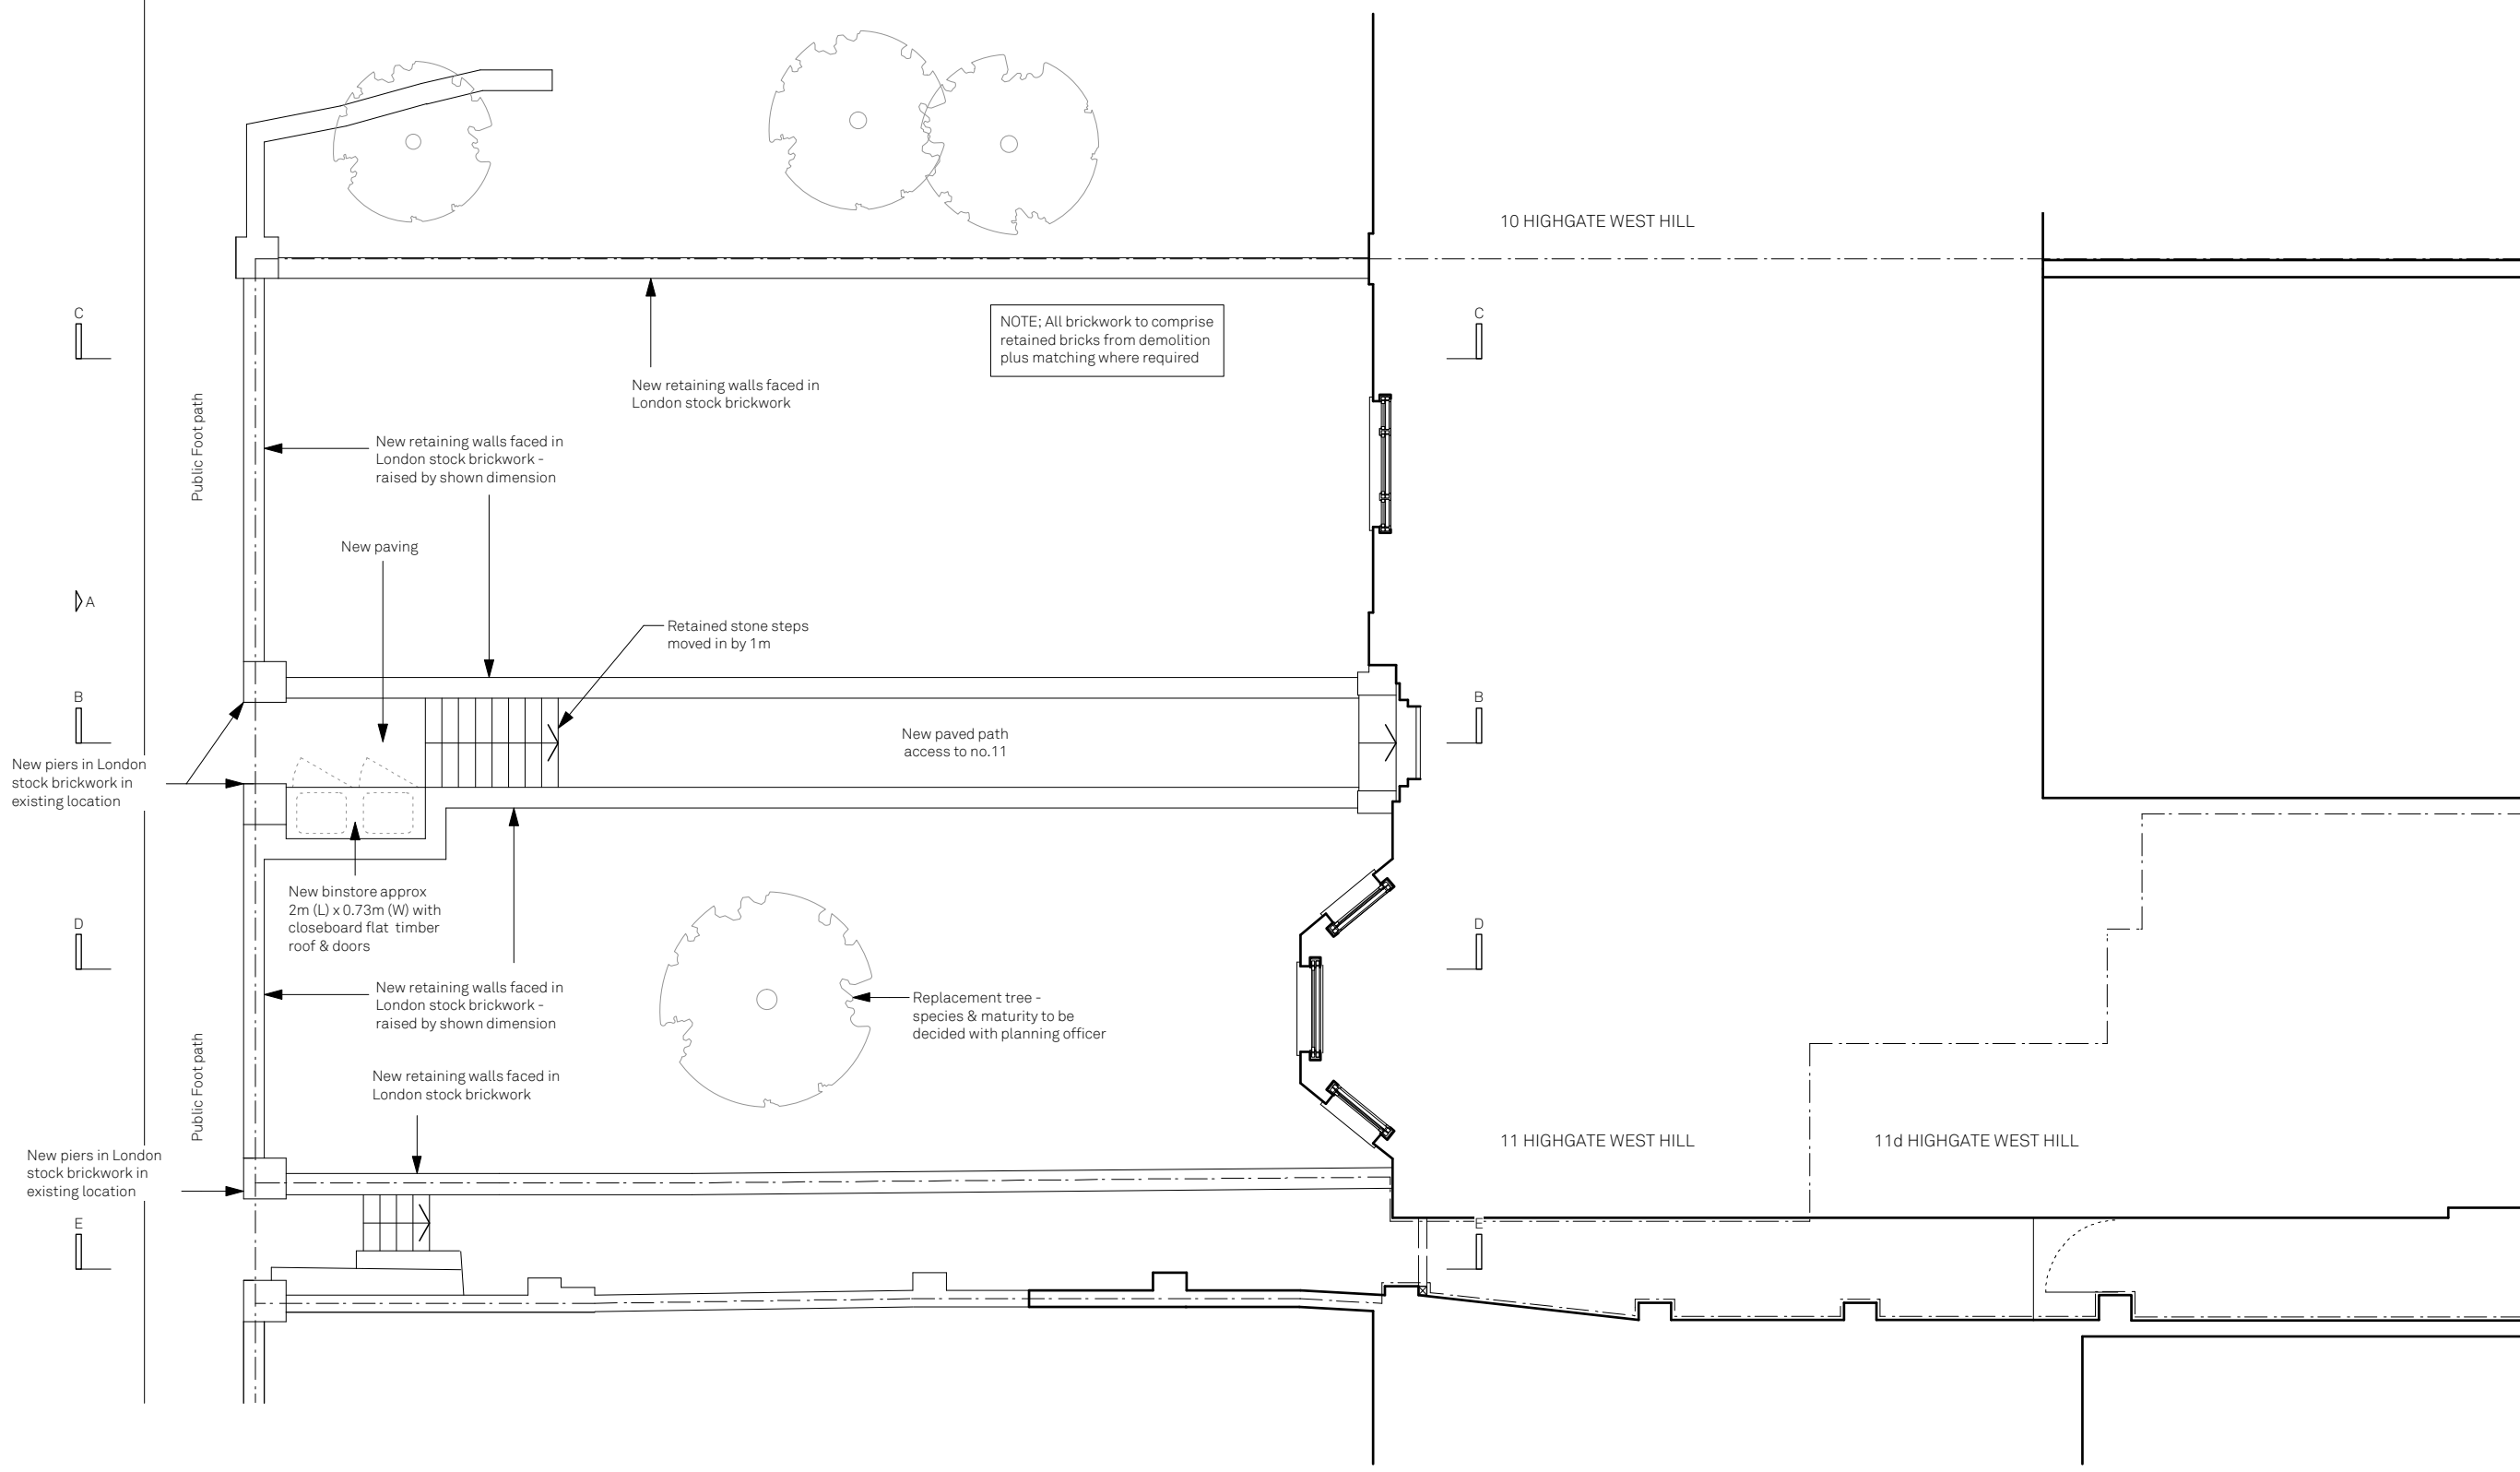 10 HIGHGATE WEST HILL
C
C
NOTE; All brickwork to comprise
retained bricks from demolition
plus matching where required
New retaining walls faced in
London stock brickwork
Public Footpath
New retaining walls faced in
London stock brickwork -
raised by shown dimension
New paving
A
Retained stone steps
moved in by 1m
B
B
New paved path
access to no.11
New piers in London
stock brickwork in
existing location
New binstore approx
2m (L) x 0.73m (W) with
closeboard flat timber
roof & doors
D
D
New retaining walls faced in
London stock brickwork -
raised by shown dimension
Replacement tree -
species & maturity to be
decided with planning officer
Public Footpath
New retaining walls faced in
London stock brickwork
11 HIGHGATE WEST HILL
11d HIGHGATE WEST HILL
New piers in London
stock brickwork in
existing location
E
E